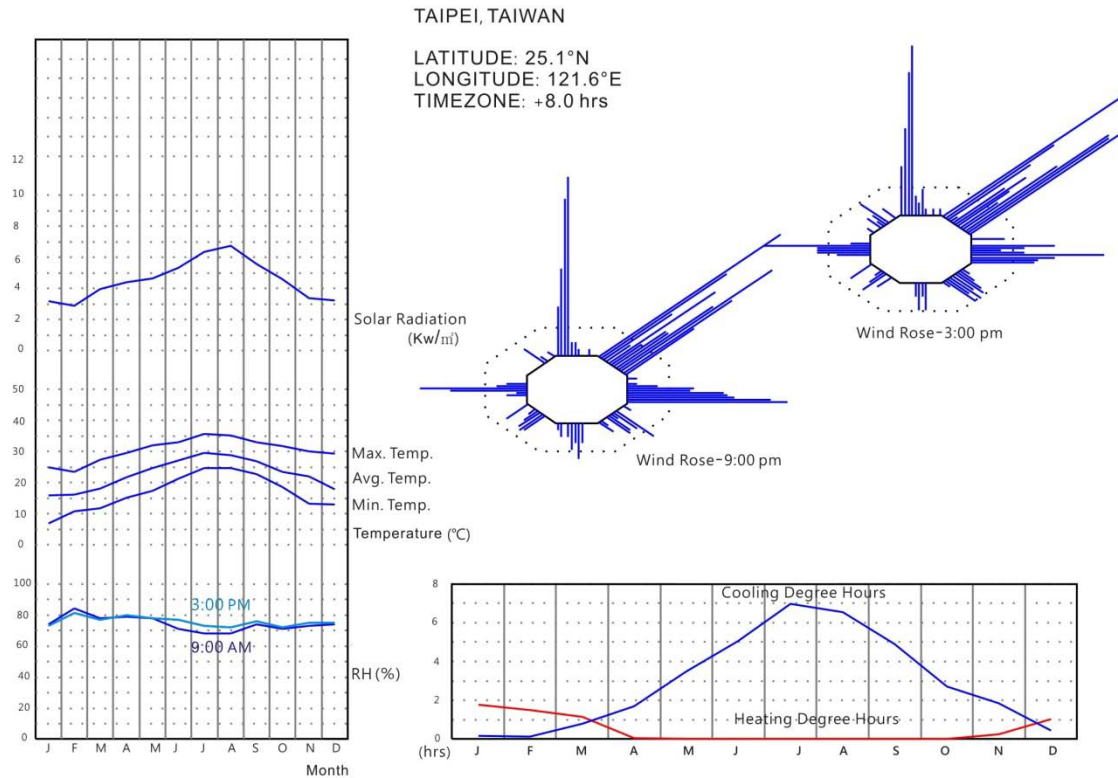 TAIPEI, TAIWAN
LATITUDE: 25.1°N
LONGITUDE: 121.6°E
TIMEZONE: +8.0 hrs
12
10
8
6
4
2
0
Solar Radiation
(Kw/㎡)
Wind Rose-3:00 pm
Wind Rose-9:00 pm
50
40
30
20
10
0
Max. Temp.
Avg. Temp.
Min. Temp.
Temperature (℃)
100
80
60
40
20
0
3:00 PM
9:00 AM
RH (%)
J F M A M J J A S O N D
Month
8
6
4
2
0
Cooling Degree Hours
Heating Degree Hours
(hrs)
J F M A M J J A S O N D